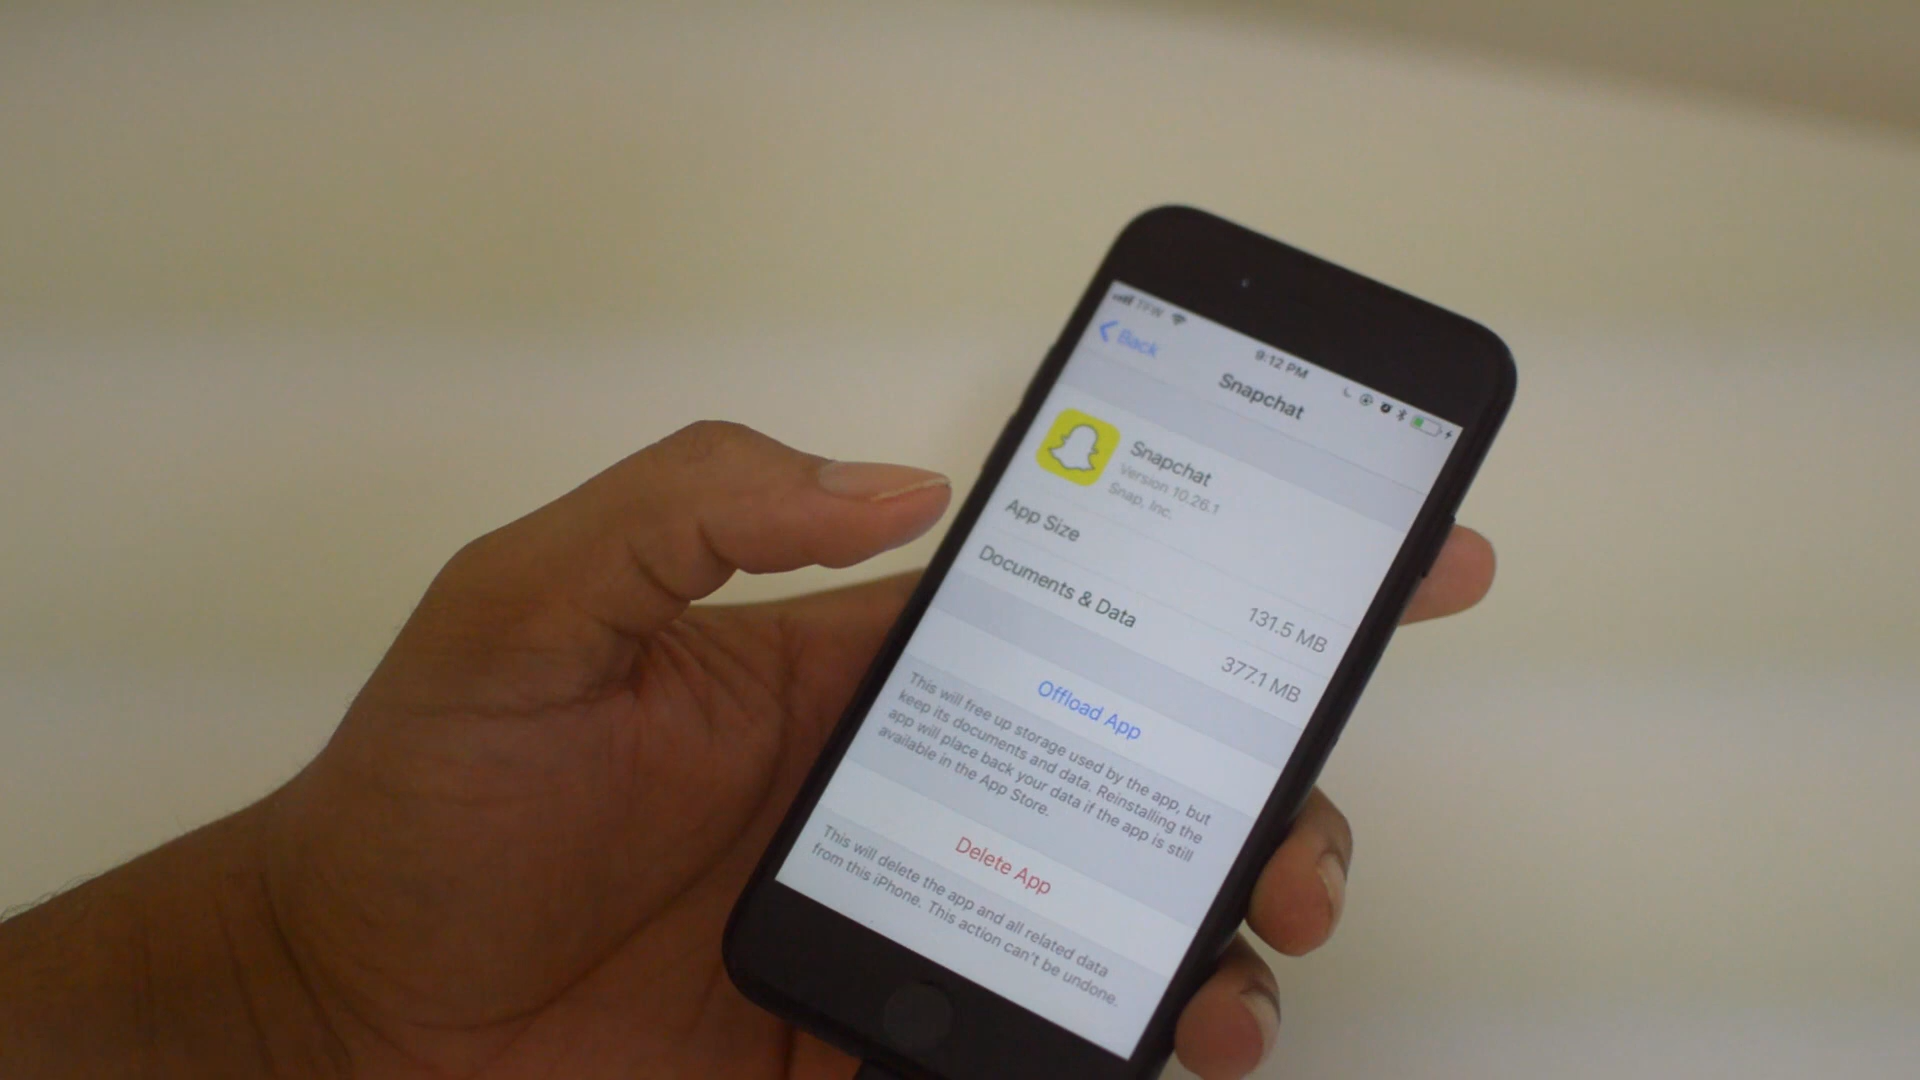 TFW
9:12 PM
Back
Snapchat
Snapchat
Version 10.26.1
Snap, Inc.
App Size
131.5 MB
Documents & Data
377.1 MB
Offload App
This will free up storage used by the app, but
keep its documents and data. Reinstalling the
app will place back your data if the app is still
available in the App Store.
Delete App
This will delete the app and all related data
from this iPhone. This action can't be undone.